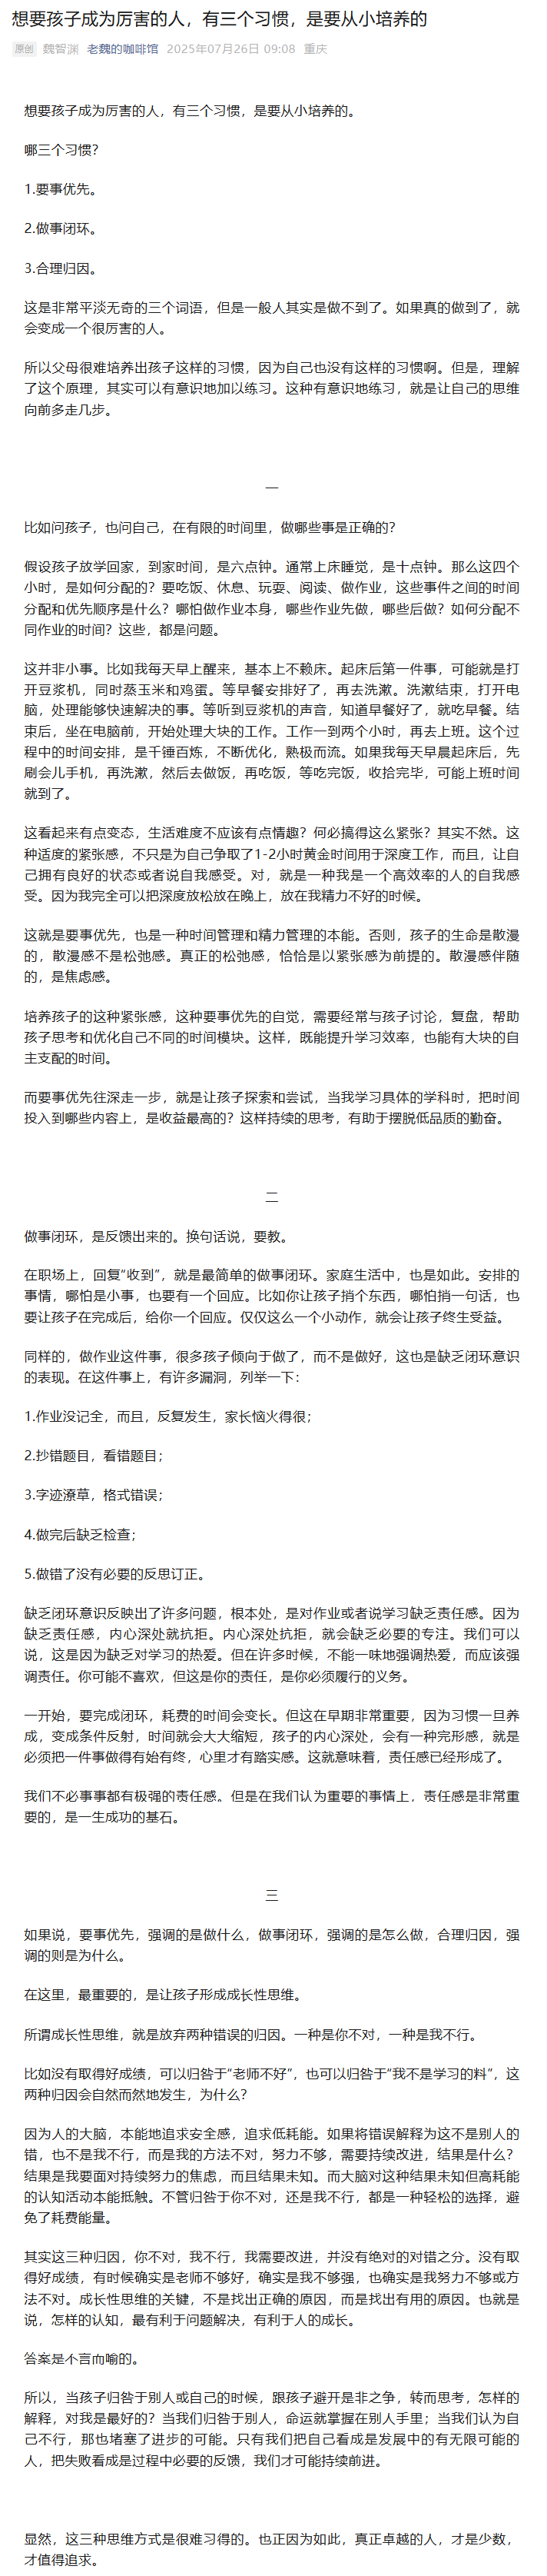 想要孩子成为厉害的人，有三个习惯，是要从小培养的
原创 魏智渊 老魏的咖啡馆 2025年07月26日 09:08 重庆
想要孩子成为厉害的人，有三个习惯，是要从小培养的。
哪三个习惯？
1.要事优先。
2.做事闭环。
3.合理归因。
这是非常平淡无奇的三个词语，但是一般人其实是做不到了。如果真的做到了，就
会变成一个很厉害的人。
所以父母很难培养出孩子这样的习惯，因为自己也没有这样的习惯啊。但是，理解
了这个原理，其实可以有意识地加以练习。这种有意识地练习，就是让自己的思维
向前多走几步。
一
比如问孩子，也问自己，在有限的时间里，做哪些事是正确的？
假设孩子放学回家，到家时间，是六点钟。通常上床睡觉，是十点钟。那么这四个
小时，是如何分配的？要吃饭、休息、玩耍、阅读、做作业，这些事件之间的时间
分配和优先顺序是什么？哪怕做作业本身，哪些作业先做，哪些后做？如何分配不
同作业的时间？这些，都是问题。
这并非小事。比如我每天早上醒来，基本上不赖床。起床后第一件事，可能就是打
开豆浆机，同时蒸玉米和鸡蛋。等早餐安排好了，再去洗漱。洗漱结束，打开电
脑，处理能够快速解决的事。等听到豆浆机的声音，知道早餐好了，就吃早餐。结
束后，坐在电脑前，开始处理大块的工作。工作一到两个小时，再去上班。这个过
程中的时间安排，是千锤百炼，不断优化，熟极而流。如果我每天早晨起床后，先
刷会儿手机，再洗漱，然后去做饭，再吃饭，等吃完饭，收拾完毕，可能上班时间
就到了。
这看起来有点变态，生活难度不应该有点情趣？何必搞得这么紧张？其实不然。这
种适度的紧张感，不只是为自己争取了1-2小时黄金时间用于深度工作，而且，让自
己拥有良好的状态或者说自我感受。对，就是一种我是一个高效率的人的自我感
受。因为我完全可以把深度放松放在晚上，放在我精力不好的时候。
这就是要事优先，也是一种时间管理和精力管理的本能。否则，孩子的生命是散漫
的，散漫感不是松弛感。真正的松弛感，恰恰是以紧张感为前提的。散漫感伴随
的，是焦虑感。
培养孩子的这种紧张感，这种要事优先的自觉，需要经常与孩子讨论，复盘，帮助
孩子思考和优化自己不同的时间模块。这样，既能提升学习效率，也能有大块的自
主支配的时间。
而要事优先往深走一步，就是让孩子探索和尝试，当我学习具体的学科时，把时间
投入到哪些内容上，是收益最高的？这样持续的思考，有助于摆脱低品质的勤奋。
二
做事闭环，是反馈出来的。换句话说，要教。
在职场上，回复“收到”，就是最简单的做事闭环。家庭生活中，也是如此。安排的
事情，哪怕是小事，也要有一个回应。比如你让孩子捎个东西，哪怕捎一句话，也
要让孩子在完成后，给你一个回应。仅仅这么一个小动作，就会让孩子终生受益。
同样的，做作业这件事，很多孩子倾向于做了，而不是做好，这也是缺乏闭环意识
的表现。在这件事上，有许多漏洞，列举一下：
1.作业没记全，而且，反复发生，家长恼火得很；
2.抄错题目，看错题目；
3.字迹潦草，格式错误；
4.做完后缺乏检查；
5.做错了没有必要的反思订正。
缺乏闭环意识反映出了许多问题，根本处，是对作业或者说学习缺乏责任感。因为
缺乏责任感，内心深处就抗拒。内心深处抗拒，就会缺乏必要的专注。我们可以
说，这是因为缺乏对学习的热爱。但在许多时候，不能一味地强调热爱，而应该强
调责任。你可能不喜欢，但这是你的责任，是你必须履行的义务。
一开始，要完成闭环，耗费的时间会变长。但这在早期非常重要，因为习惯一旦养
成，变成条件反射，时间就会大大缩短，孩子的内心深处，会有一种完形感，就是
必须把一件事做得有始有终，心里才有踏实感。这就意味着，责任感已经形成了。
我们不必事事都有极强的责任感。但是在我们认为重要的事情上，责任感是非常重
要的，是一生成功的基石。
三
如果说，要事优先，强调的是做什么，做事闭环，强调的是怎么做，合理归因，强
调的则是为什么。
在这里，最重要的，是让孩子形成成长性思维。
所谓成长性思维，就是放弃两种错误的归因。一种是你不对，一种是我不行。
比如没有取得好成绩，可以归咎于“老师不好”，也可以归咎于“我不是学习的料”，这
两种归因会自然而然地发生，为什么？
因为人的大脑，本能地追求安全感，追求低耗能。如果将错误解释为这不是别人的
错，也不是我不行，而是我的方法不对，努力不够，需要持续改进，结果是什么？
结果是我要面对持续努力的焦虑，而且结果未知。而大脑对这种结果未知但高耗能
的认知活动本能抵触。不管归咎于你不对，还是我不行，都是一种轻松的选择，避
免了耗费能量。
其实这三种归因，你不对，我不行，我需要改进，并没有绝对的对错之分。没有取
得好成绩，有时候确实是老师不够好，确实是我不够强，也确实是我努力不够或方
法不对。成长性思维的关键，不是找出正确的原因，而是找出有用的原因。也就是
说，怎样的认知，最有利于问题解决，有利于人的成长。
答案是不言而喻的。
所以，当孩子归咎于别人或自己的时候，跟孩子避开是非之争，转而思考，怎样的
解释，对我是最好的？当我们归咎于别人，命运就掌握在别人手里；当我们认为自
己不行，那也堵塞了进步的可能。只有我们把自己看成是发展中的有无限可能的
人，把失败看成是过程中必要的反馈，我们才可能持续前进。
显然，这三种思维方式是很难习得的。也正因为如此，真正卓越的人，才是少数，
才值得追求。